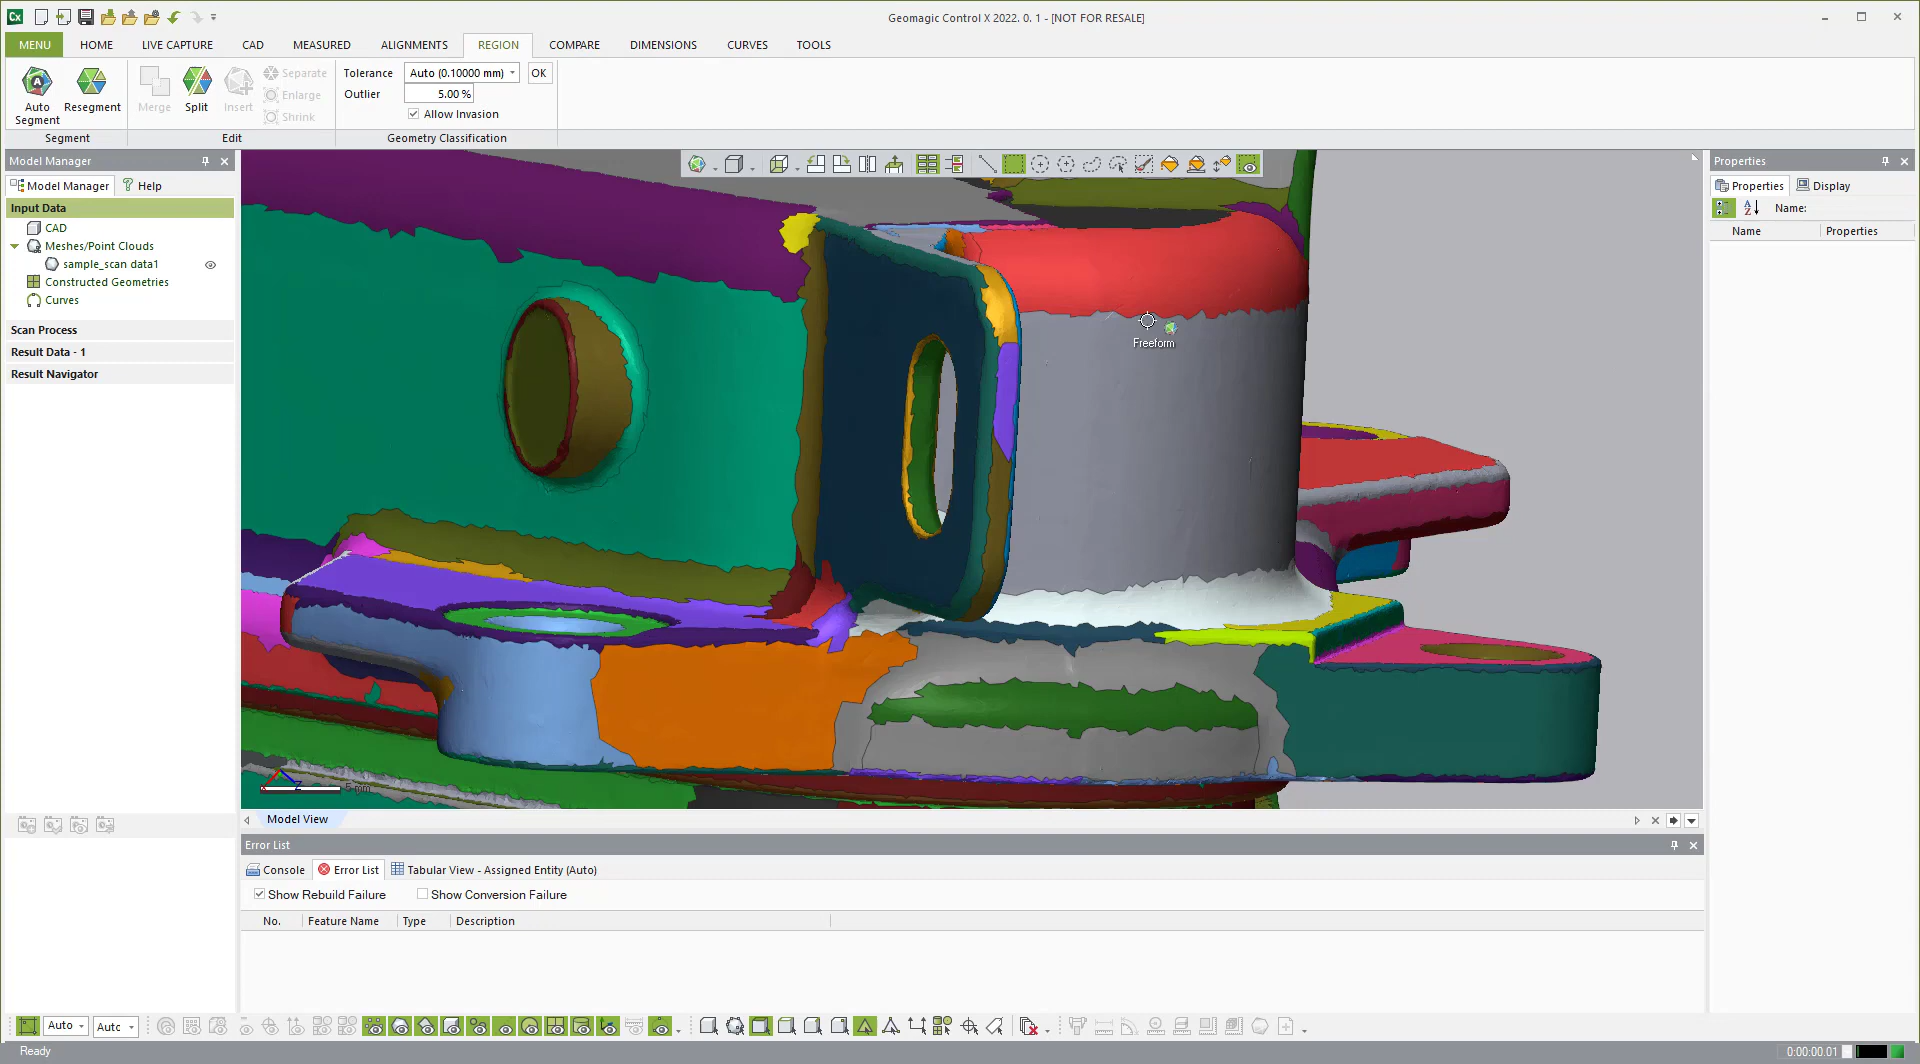 Cx
Geomagic Control X 2022. 0. 1 - [NOT FOR RESALE]
MENU HOME LIVE CAPTURE CAD MEASURED ALIGNMENTS REGION COMPARE DIMENSIONS CURVES TOOLS
Auto Segment
Resegment
Merge
Split
Insert
Separate
Enlarge
Shrink
Tolerance Auto (0.10000 mm) OK
Outlier 5.00 %
Allow Invasion
Segment
Edit
Geometry Classification
Model Manager
Model Manager Help
Input Data
CAD
Meshes/Point Clouds
sample_scan data1
Constructed Geometries
Curves
Scan Process
Result Data - 1
Result Navigator
Freeform
5 mm
Model View
Properties
Properties Display
Name:
Name Properties
Error List
Console Error List Tabular View - Assigned Entity (Auto)
Show Rebuild Failure Show Conversion Failure
No. Feature Name Type Description
Auto Auto
Ready
0:00:00.01